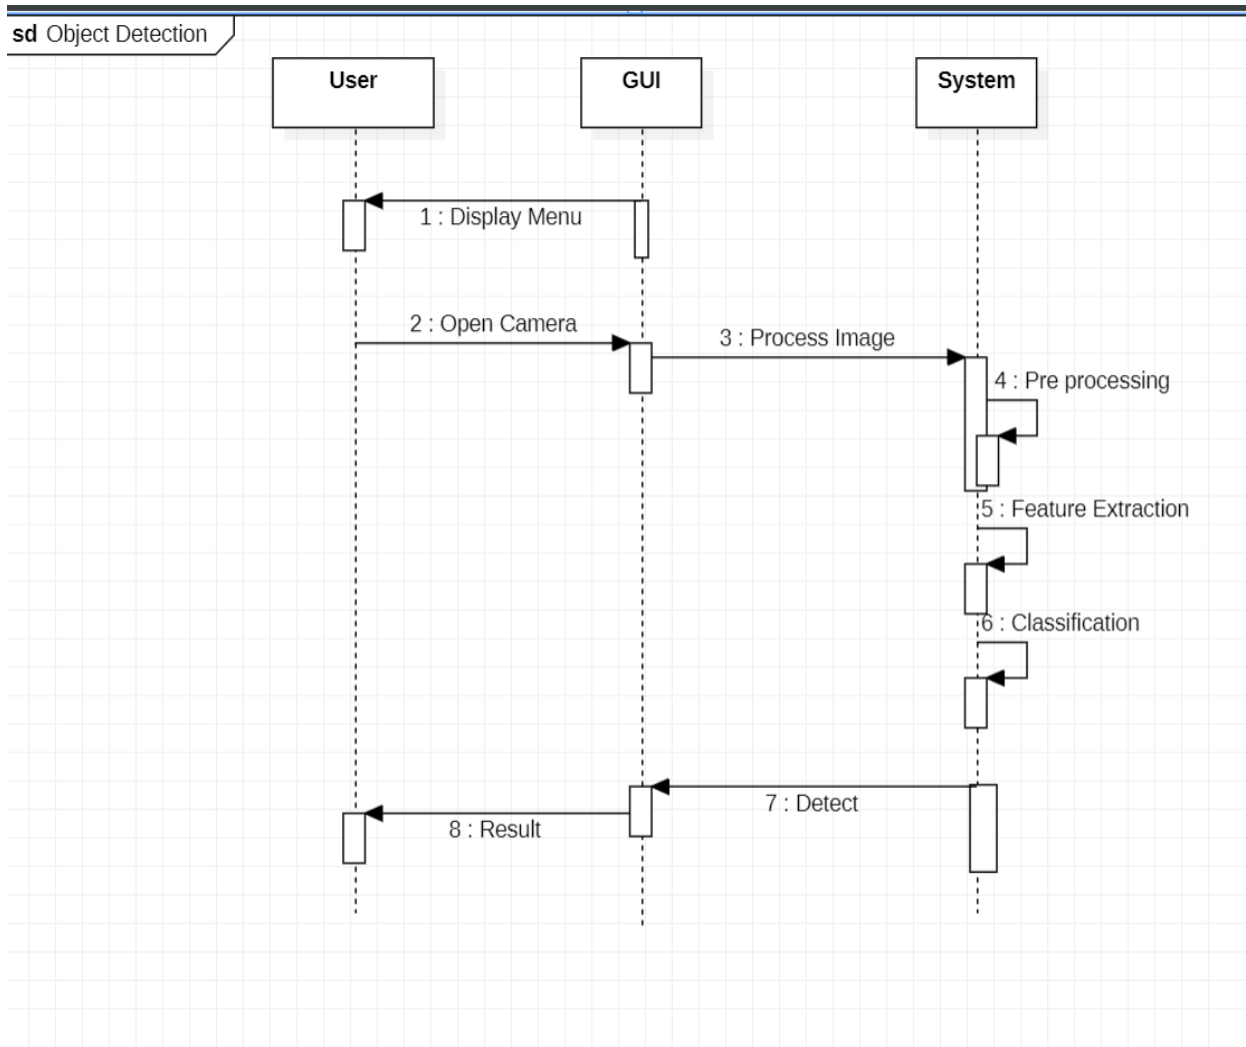 sd Object Detection
User
GUI
System
1 : Display Menu
2 : Open Camera
3 : Process Image
4 : Pre processing
5 : Feature Extraction
6 : Classification
7 : Detect
8 : Result